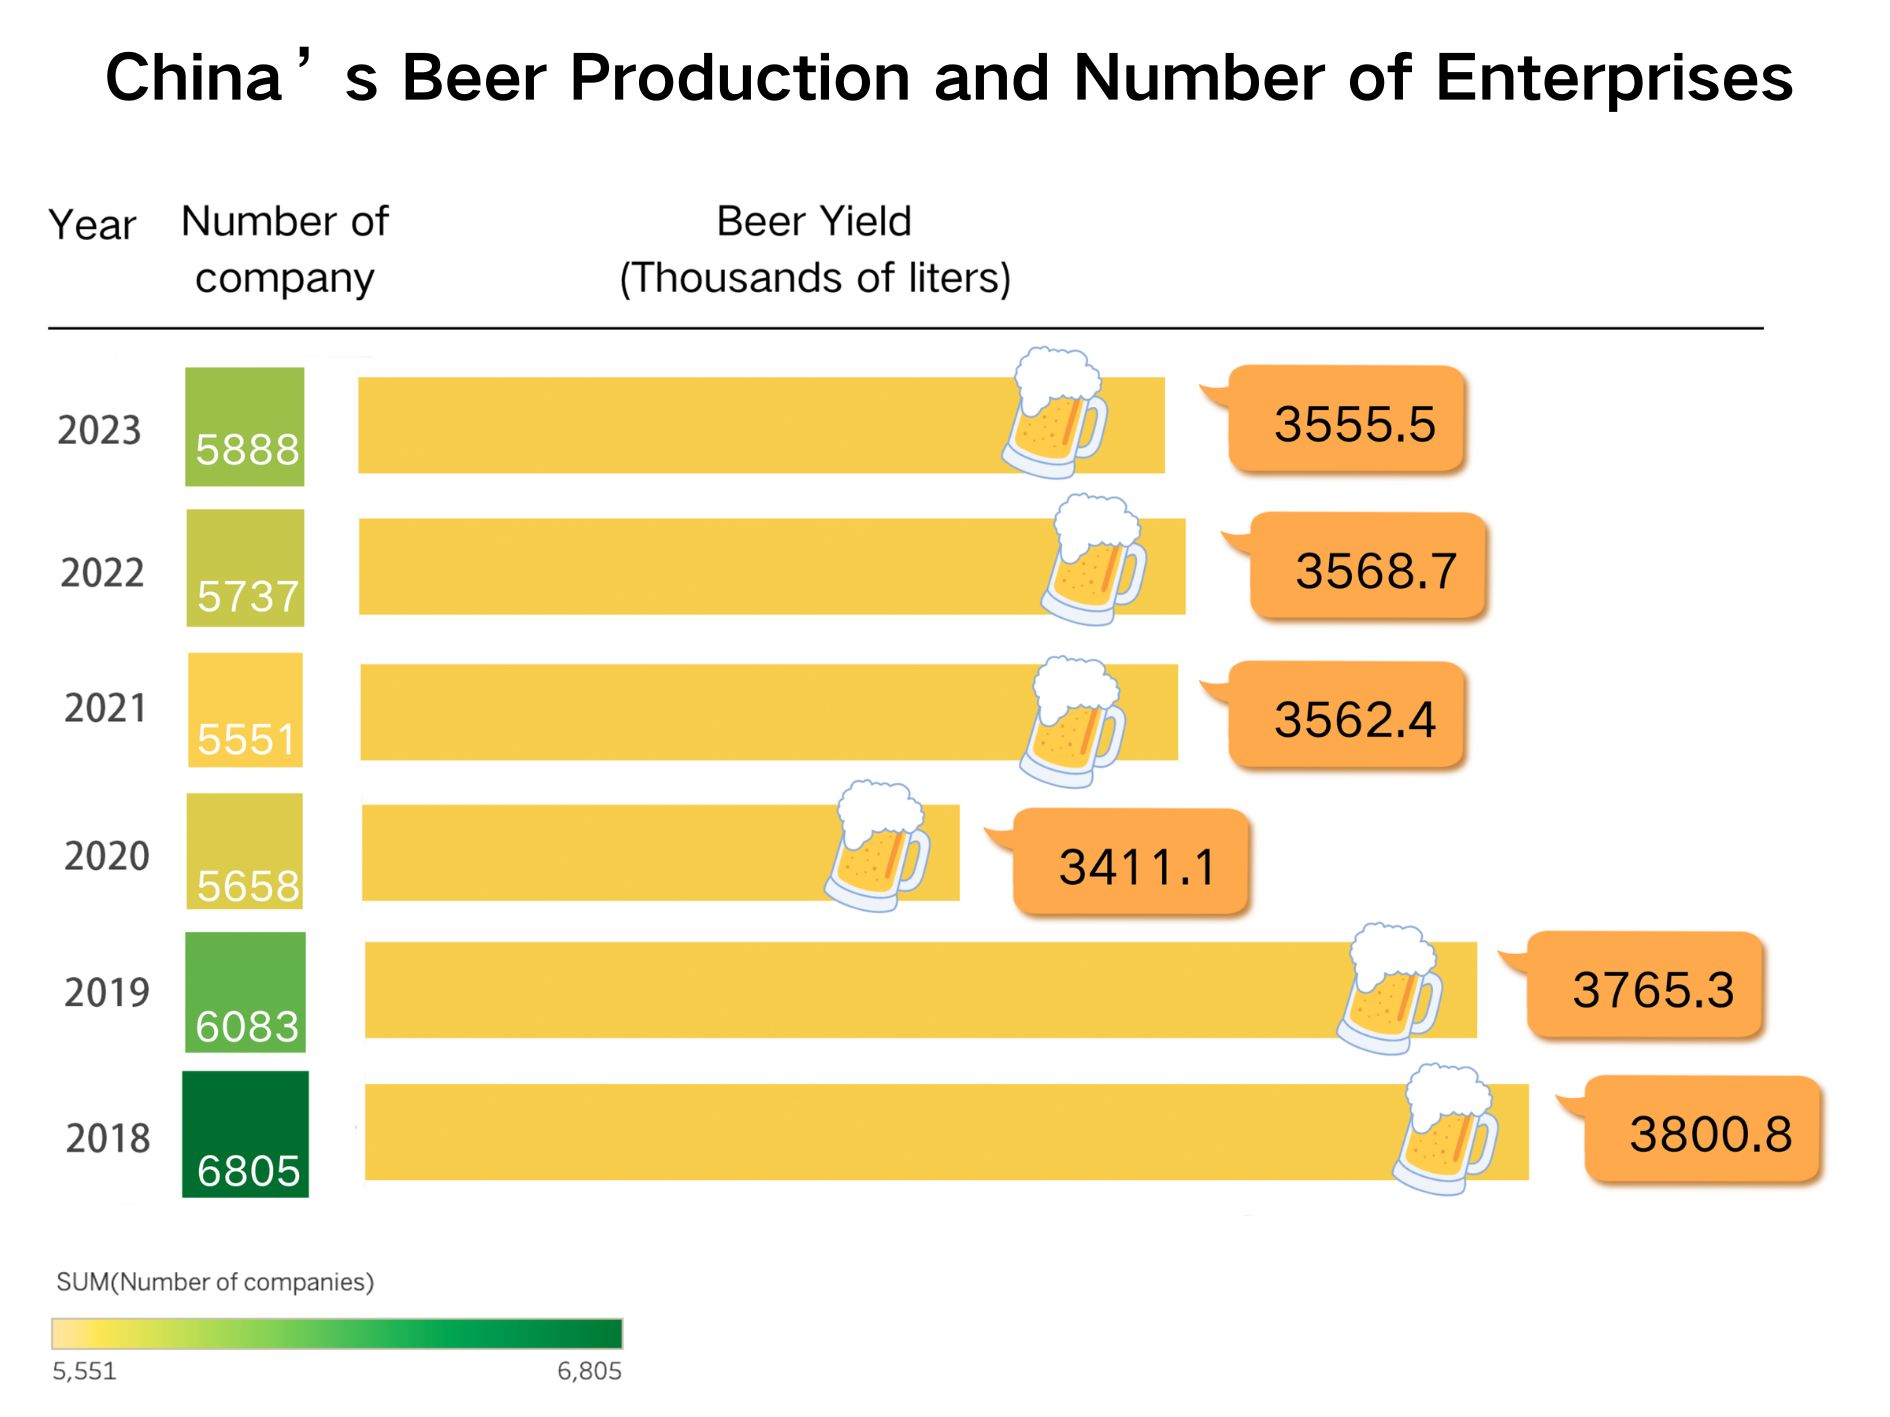 China’s Beer Production and Number of Enterprises
Year
Number of
company
Beer Yield
(Thousands of liters)
2023
5888
3555.5
2022
5737
3568.7
2021
5551
3562.4
2020
5658
3411.1
2019
6083
3765.3
2018
6805
3800.8
SUM(Number of companies)
5,551
6,805